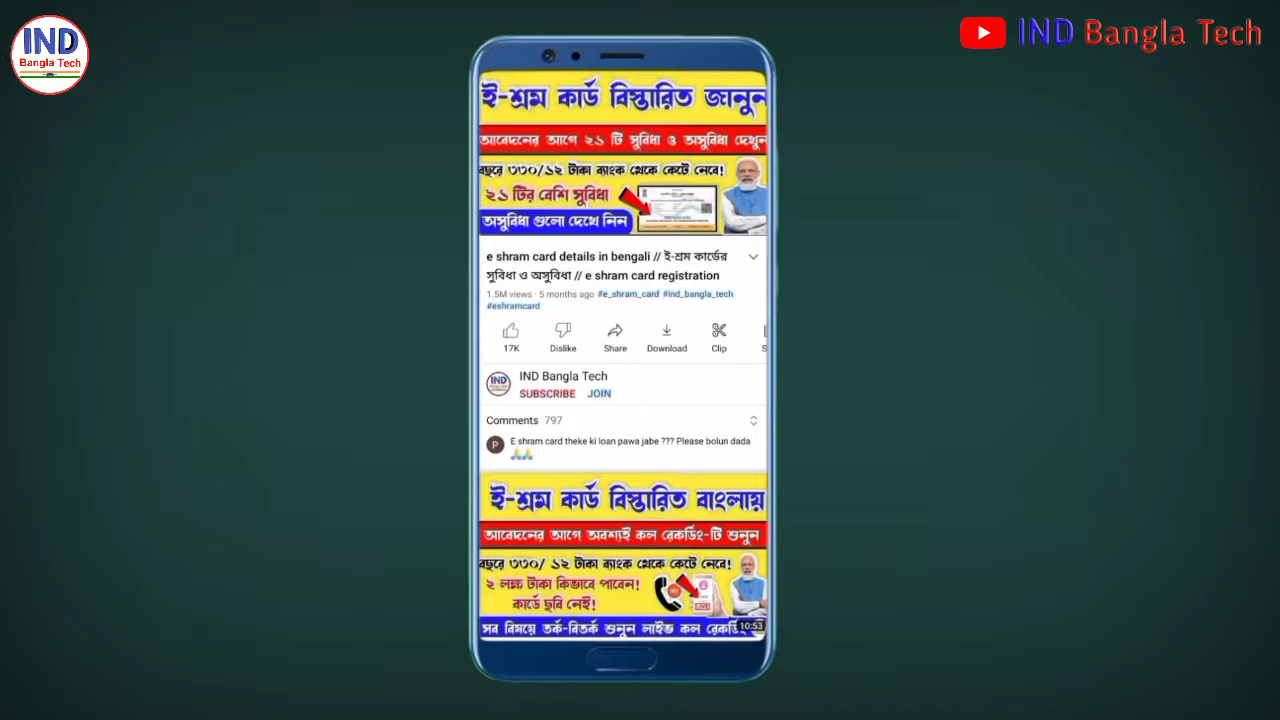 IND
Bangla Tech
IND Bangla Tech
ই-শ্রম কার্ড বিস্তারিত জানুন
আবেদনের আগে ২১ টি সুবিধা ও অসুবিধা দেখুন
বছরে ৩৩০/১২ টাকা ব্যাংক থেকে কেটে নেবে!
২১ টির বেশি সুবিধা
অসুবিধা গুলো দেখে নিন
e shram card details in bengali // ই-শ্রম কার্ডের
সুবিধা ও অসুবিধা // e shram card registration
1.5M views · 5 months ago #e_shram_card #ind_bangla_tech
#eshramcard
17K Dislike Share Download Clip
IND Bangla Tech
SUBSCRIBE JOIN
Comments 797
P
E shram card theke ki loan pawa jabe ??? Please bolun dada
🙏🙏
ই-শ্রম কার্ড বিস্তারিত বাংলায়
আবেদনের আগে অবশ্যই কল রেকর্ডিং-টি শুনুন
বছরে ৩৩০/ ১২ টাকা ব্যাংক থেকে কেটে নেবে!
২ লক্ষ টাকা কিভাবে পাবেন!
কার্ডে ছবি নেই!
LIVE
সব বিষয়ে তর্ক-বিতর্ক শুনুন লাইভ কল
10:53